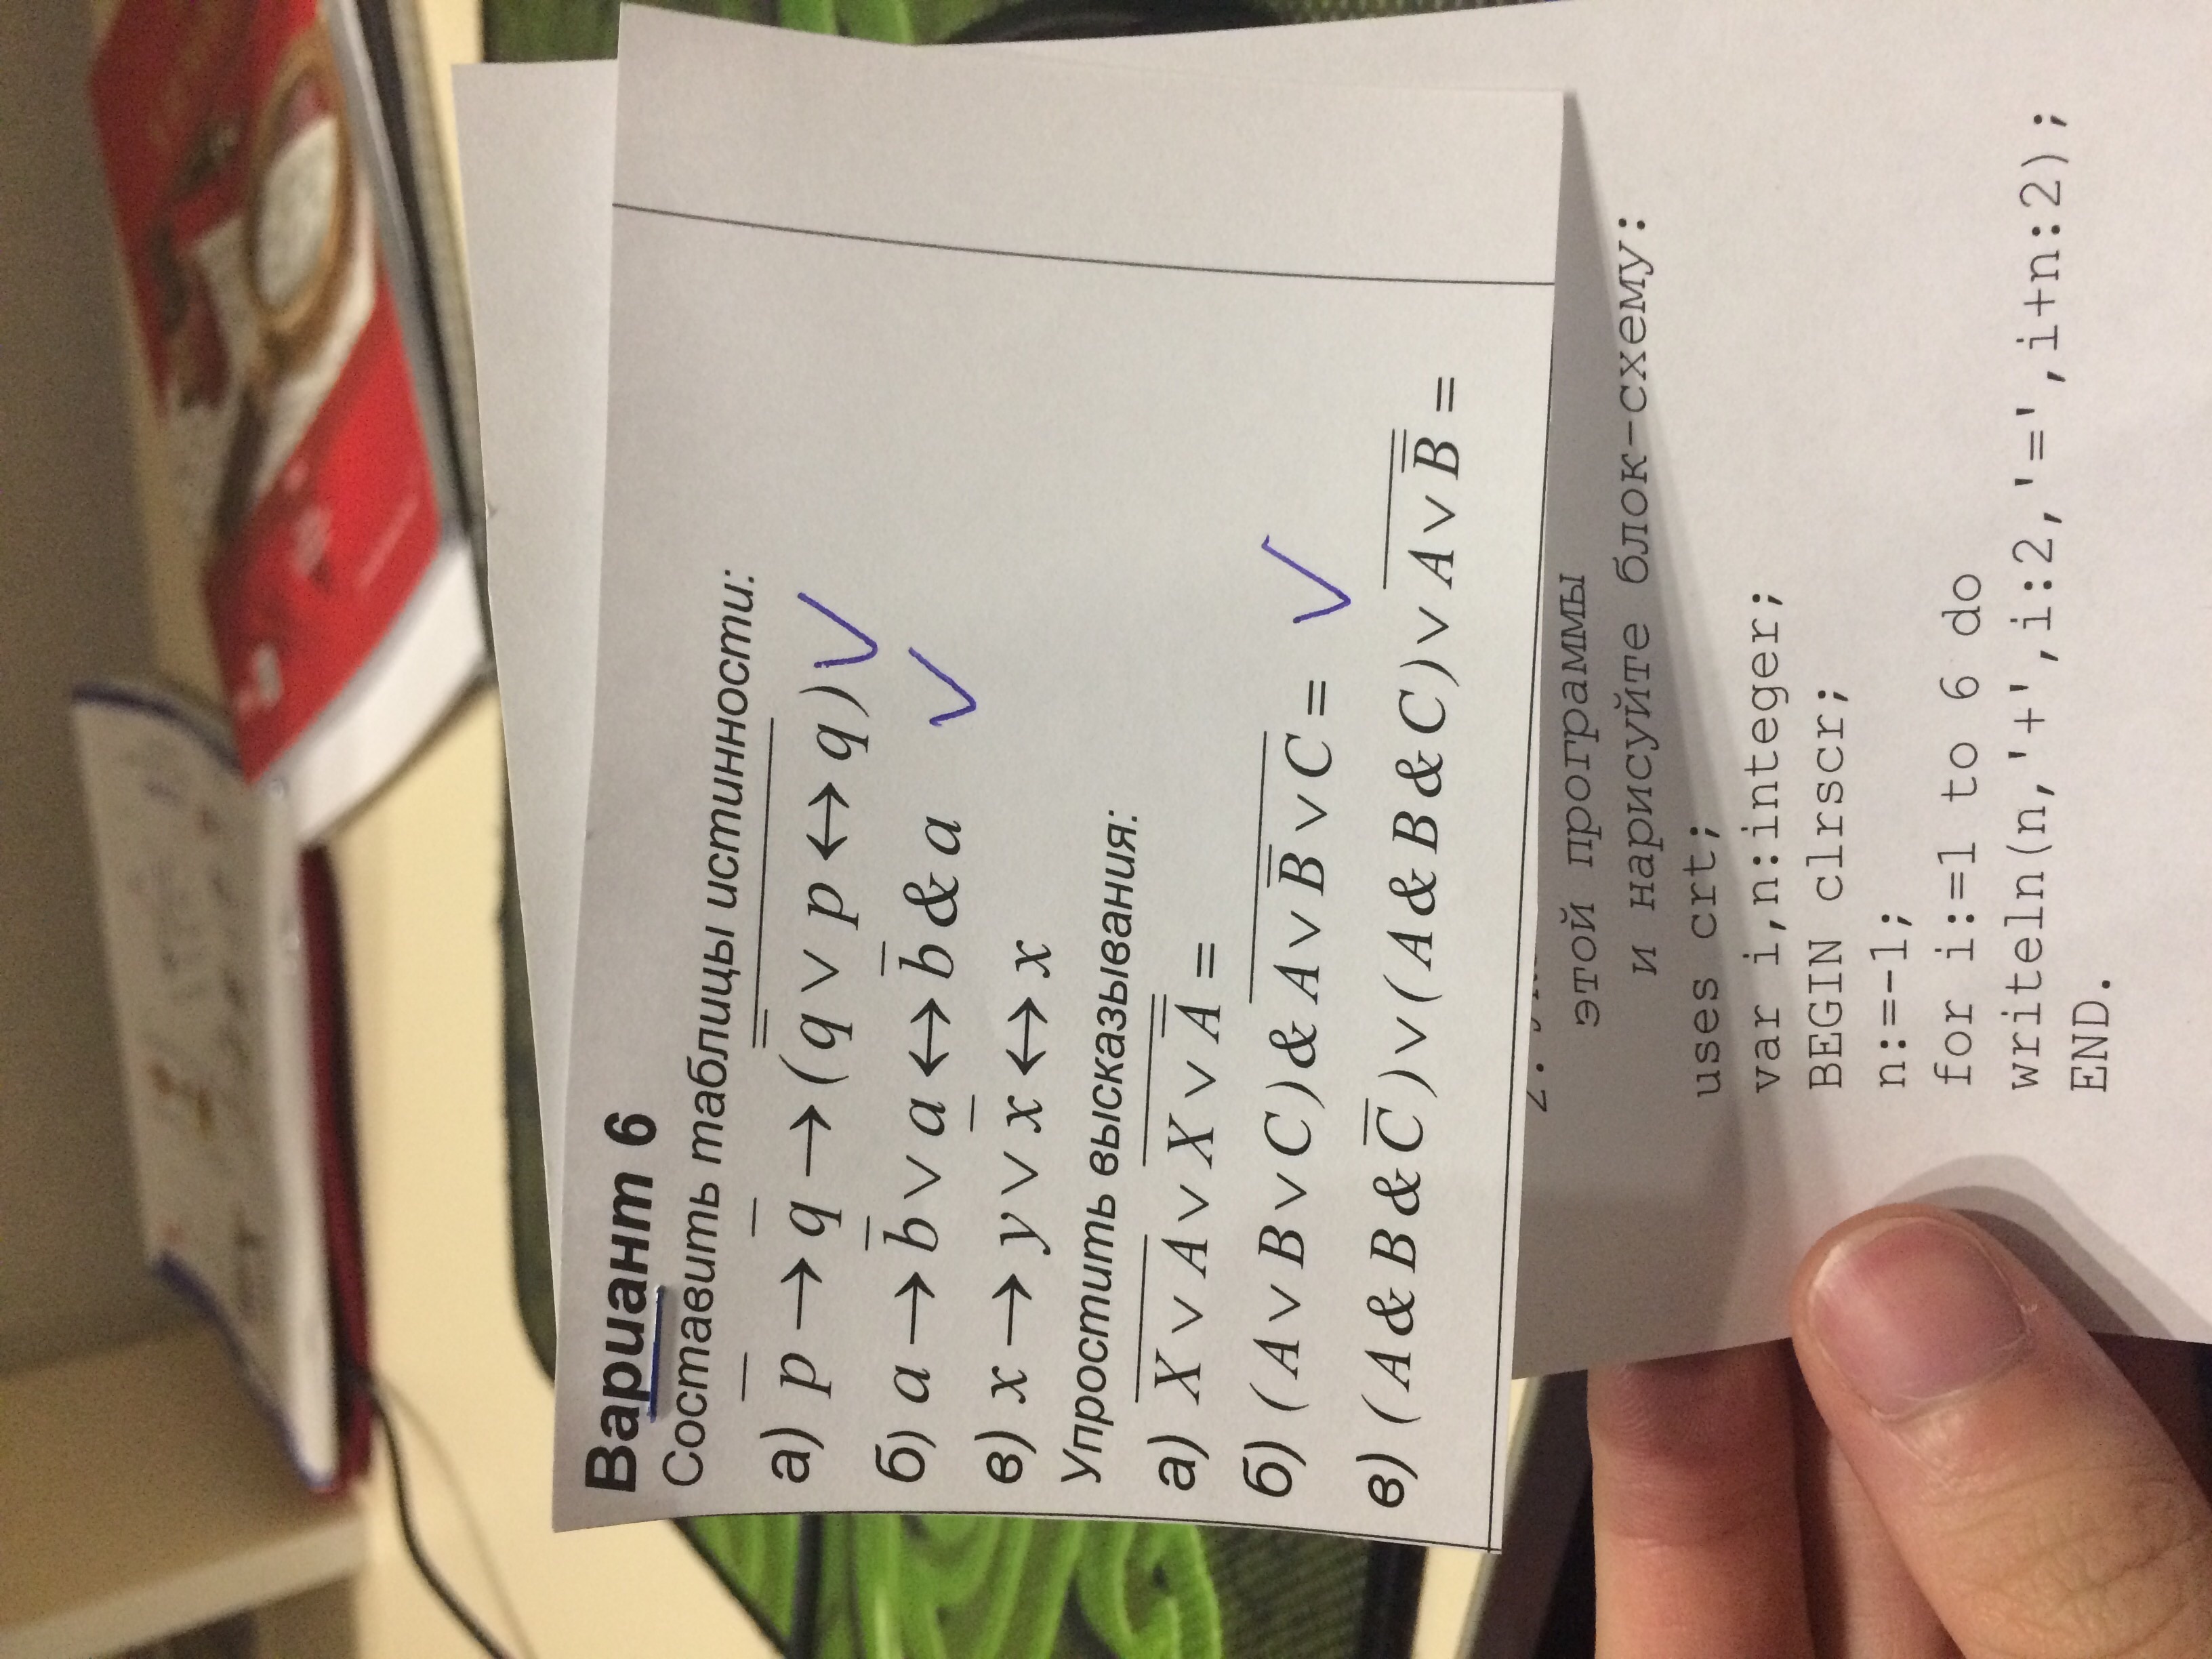 Вариант 6
Составить таблицы истинности:
а) p̅ → q̅ → (q̿ ∨̅ p̅ ↔̅ q̅)
б) a → b̅ ∨ a ↔ b̅ & a
в) x → y ∨ x̅ ↔ x
Упростить высказывания:
а) X̅ ∨̅ A̅ ∨ X̅ ∨̅ A̿ =
б) (A ∨ B ∨ C) & A̅ ∨̅ B̿ ∨̅ C̅ =
в) (A & B & C̅) ∨ (A & B & C) ∨ A̅ ∨̅ B̿ =
этой программы
и нарисуйте блок-схему:
uses crt;
var i,n:integer;
BEGIN clrscr;
n:=-1;
for i:=1 to 6 do
writeln(n,'+',i:2,'=',i+n:2);
END.